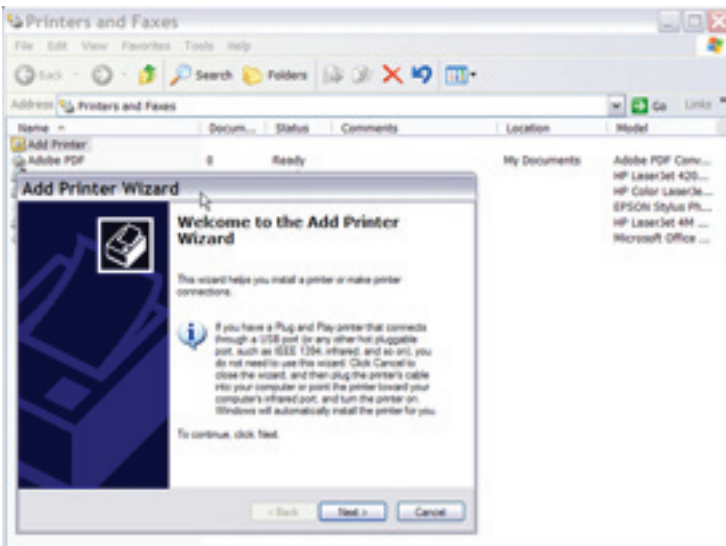 Printers and Faxes
File Edit View Favorites Tools Help
Back Search Folders
Address Printers and Faxes Go Links
Name Docum... Status Comments Location Model
Add Printer
Adobe PDF 0 Ready My Documents Adobe PDF Conv...
HP LaserJet 420...
HP Color LaserJe...
EPSON Stylus Ph...
HP LaserJet 4M ...
Microsoft Office ...
Add Printer Wizard
Welcome to the Add Printer
Wizard
This wizard helps you install a printer or make printer
connections.
If you have a Plug and Play printer that connects
through a USB port (or any other hot pluggable
port, such as IEEE 1394, infrared, and so on), you
do not need to use this wizard. Click Cancel to
close the wizard, and then plug the printer's cable
into your computer or point the printer toward your
computer's infrared port, and turn the printer on.
Windows will automatically install the printer for you.
To continue, click Next.
< Back Next > Cancel